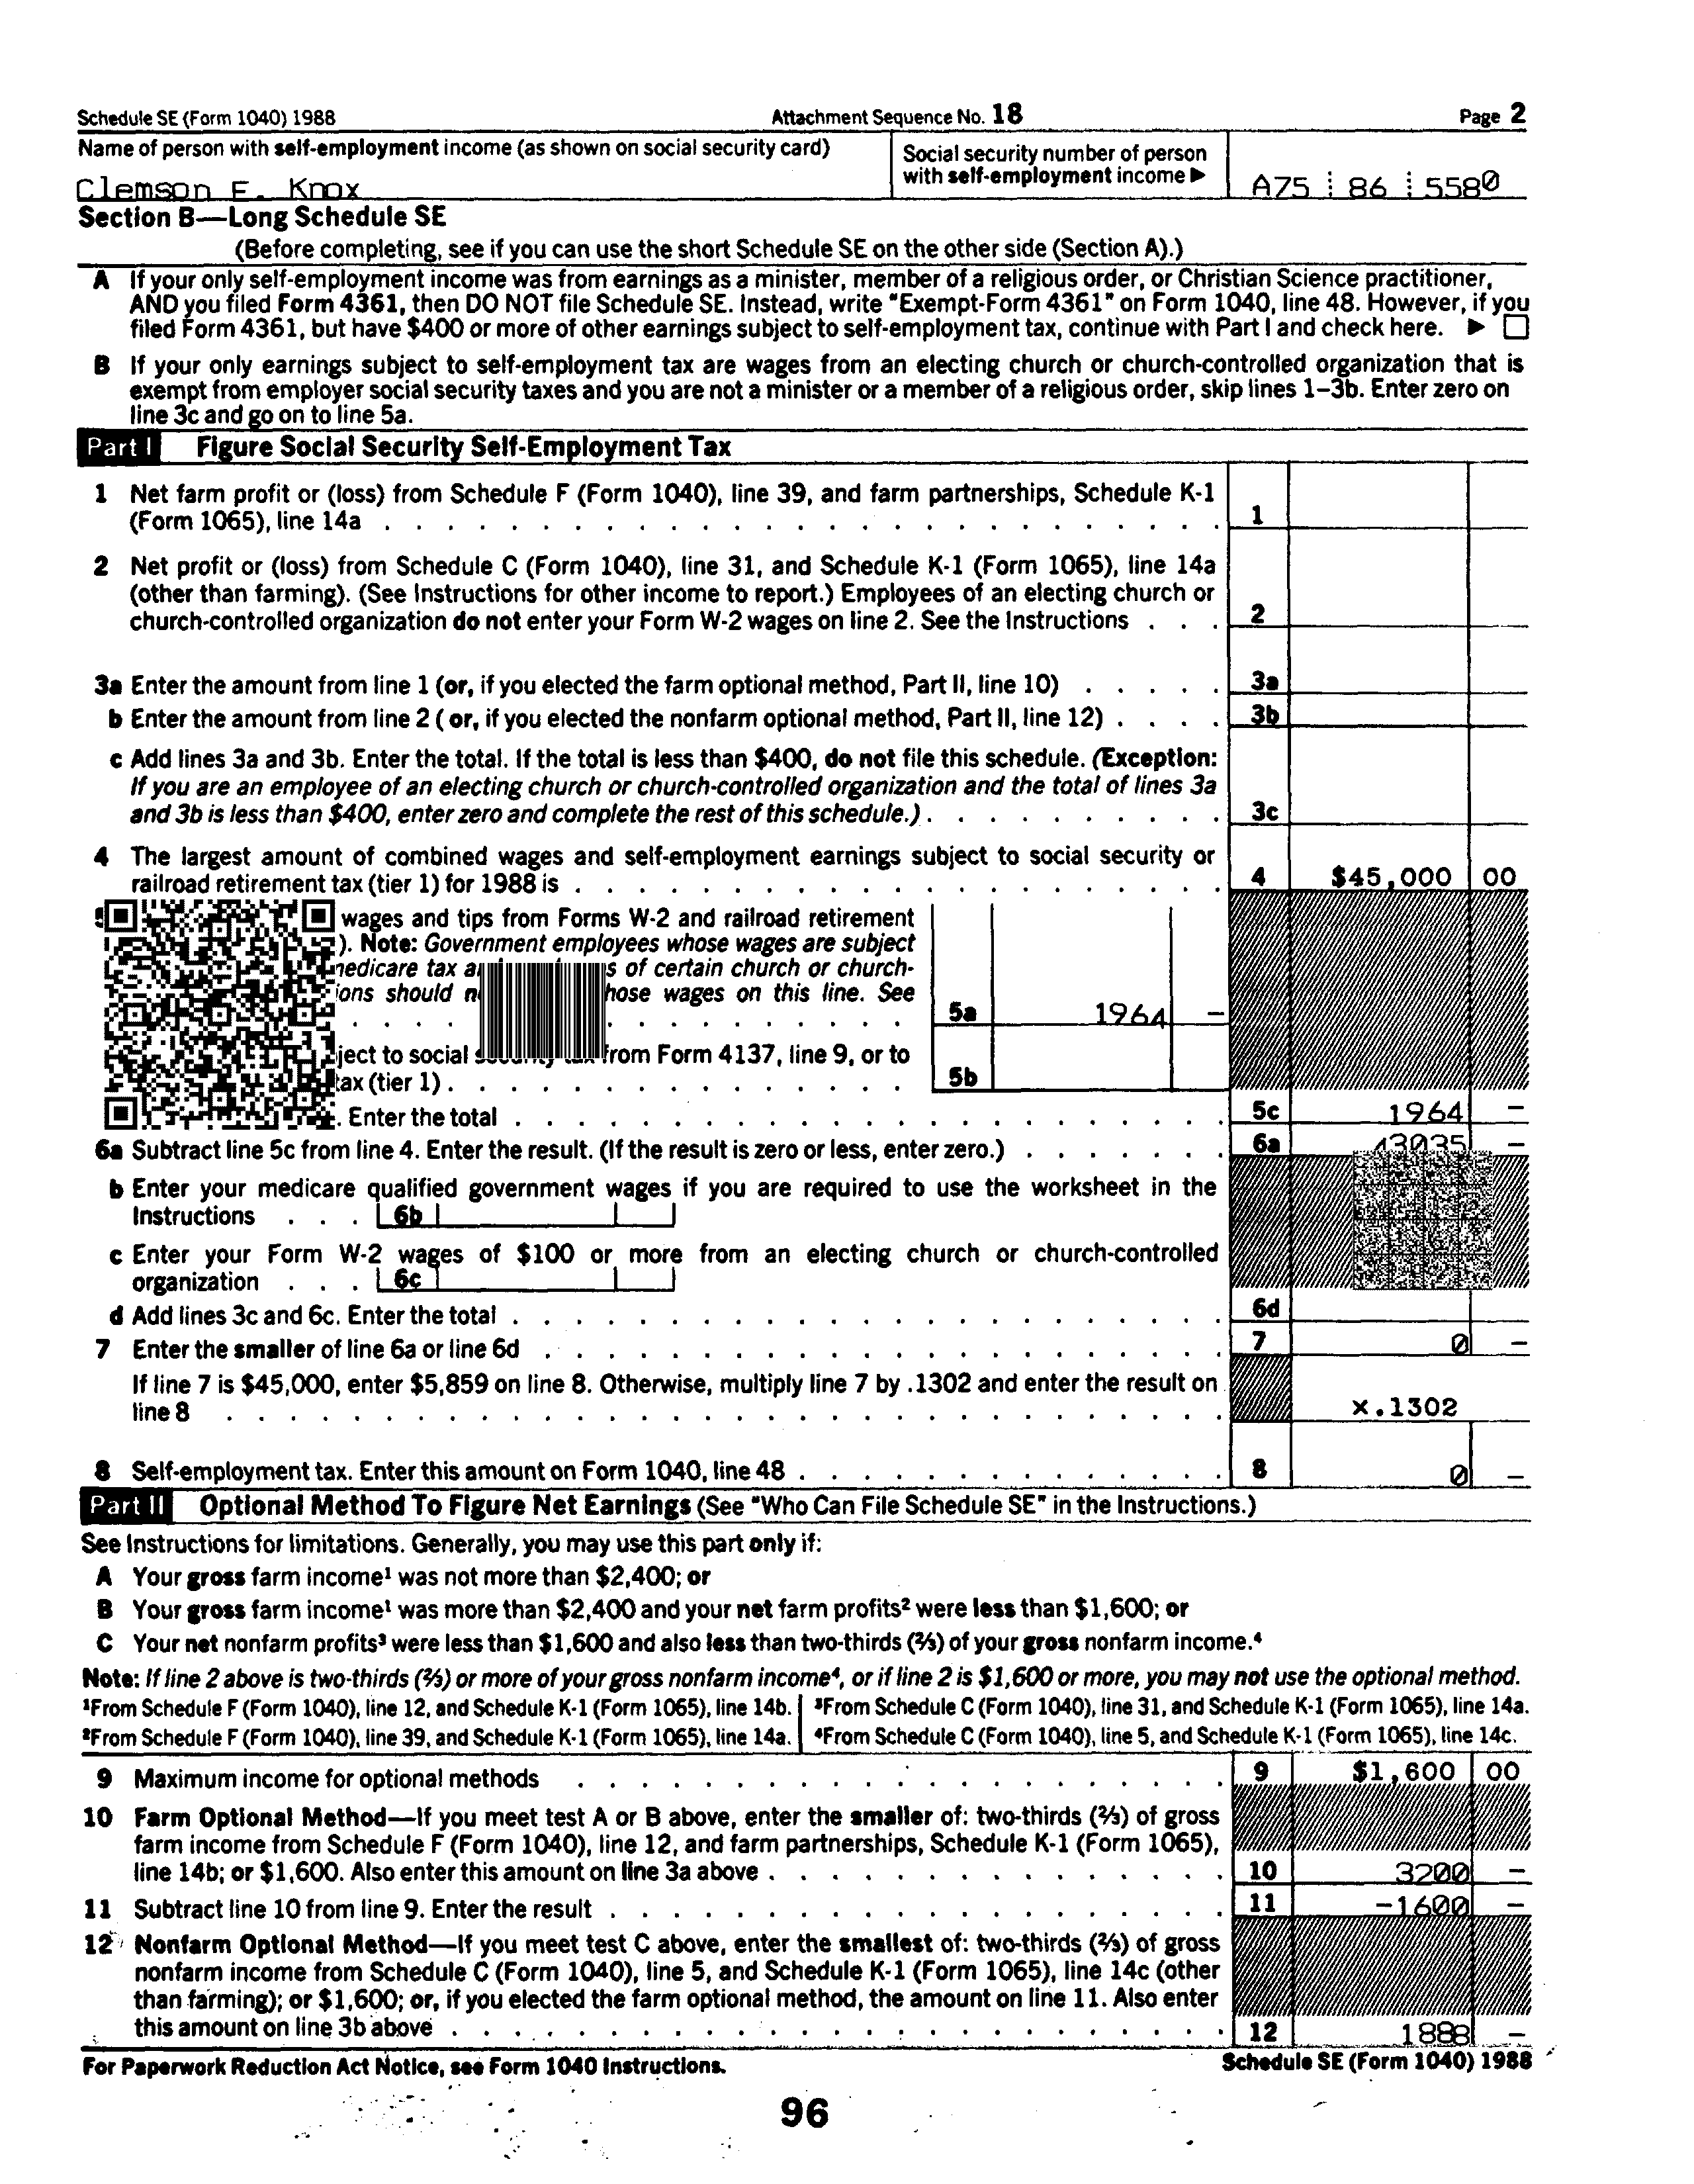 Schedule SE (Form 1040) 1988 Attachment Sequence No. 18 Page 2
Name of person with self-employment income (as shown on social security card) Social security number of person
with self-employment income ▶
Clemson E. Knox A75 86 5580
Section B—Long Schedule SE
(Before completing, see if you can use the short Schedule SE on the other side (Section A).)
A If your only self-employment income was from earnings as a minister, member of a religious order, or Christian Science practitioner,
AND you filed Form 4361, then DO NOT file Schedule SE. Instead, write "Exempt-Form 4361" on Form 1040, line 48. However, if you
filed Form 4361, but have $400 or more of other earnings subject to self-employment tax, continue with Part I and check here. ▶ ☐
B If your only earnings subject to self-employment tax are wages from an electing church or church-controlled organization that is
exempt from employer social security taxes and you are not a minister or a member of a religious order, skip lines 1–3b. Enter zero on
line 3c and go on to line 5a.
Part I Figure Social Security Self-Employment Tax
1 Net farm profit or (loss) from Schedule F (Form 1040), line 39, and farm partnerships, Schedule K-1
(Form 1065), line 14a . . . 1
2 Net profit or (loss) from Schedule C (Form 1040), line 31, and Schedule K-1 (Form 1065), line 14a
(other than farming). (See Instructions for other income to report.) Employees of an electing church or
church-controlled organization do not enter your Form W-2 wages on line 2. See the Instructions . . . 2
3a Enter the amount from line 1 (or, if you elected the farm optional method, Part II, line 10) . . . 3a
b Enter the amount from line 2 ( or, if you elected the nonfarm optional method, Part II, line 12) . . . 3b
c Add lines 3a and 3b. Enter the total. If the total is less than $400, do not file this schedule. (Exception:
If you are an employee of an electing church or church-controlled organization and the total of lines 3a
and 3b is less than $400, enter zero and complete the rest of this schedule.) . . . 3c
4 The largest amount of combined wages and self-employment earnings subject to social security or
railroad retirement tax (tier 1) for 1988 is . . . 4 $45,000 00
wages and tips from Forms W-2 and railroad retirement
). Note: Government employees whose wages are subject
medicare tax s of certain church or church-
ions should hose wages on this line. See
. . . 5a 1964 –
ject to social from Form 4137, line 9, or to
tax (tier 1) . . . 5b
. Enter the total . . . 5c 1964 –
6a Subtract line 5c from line 4. Enter the result. (If the result is zero or less, enter zero.) . . . 6a 43035 –
b Enter your medicare qualified government wages if you are required to use the worksheet in the
Instructions . . . 6b
c Enter your Form W-2 wages of $100 or more from an electing church or church-controlled
organization . . . 6c
d Add lines 3c and 6c. Enter the total . . . 6d
7 Enter the smaller of line 6a or line 6d . . . 7 0 –
If line 7 is $45,000, enter $5,859 on line 8. Otherwise, multiply line 7 by .1302 and enter the result on
line 8 . . . x.1302
8 Self-employment tax. Enter this amount on Form 1040, line 48 . . . 8 0 –
Part II Optional Method To Figure Net Earnings (See "Who Can File Schedule SE" in the Instructions.)
See Instructions for limitations. Generally, you may use this part only if:
A Your gross farm income¹ was not more than $2,400; or
B Your gross farm income¹ was more than $2,400 and your net farm profits² were less than $1,600; or
C Your net nonfarm profits³ were less than $1,600 and also less than two-thirds (⅔) of your gross nonfarm income.⁴
Note: If line 2 above is two-thirds (⅔) or more of your gross nonfarm income⁴, or if line 2 is $1,600 or more, you may not use the optional method.
¹From Schedule F (Form 1040), line 12, and Schedule K-1 (Form 1065), line 14b. ³From Schedule C (Form 1040), line 31, and Schedule K-1 (Form 1065), line 14a.
²From Schedule F (Form 1040), line 39, and Schedule K-1 (Form 1065), line 14a. ⁴From Schedule C (Form 1040), line 5, and Schedule K-1 (Form 1065), line 14c.
9 Maximum income for optional methods . . . 9 $1,600 00
10 Farm Optional Method—If you meet test A or B above, enter the smaller of: two-thirds (⅔) of gross
farm income from Schedule F (Form 1040), line 12, and farm partnerships, Schedule K-1 (Form 1065),
line 14b; or $1,600. Also enter this amount on line 3a above . . . 10 3200 –
11 Subtract line 10 from line 9. Enter the result . . . 11 -1600 –
12 Nonfarm Optional Method—If you meet test C above, enter the smallest of: two-thirds (⅔) of gross
nonfarm income from Schedule C (Form 1040), line 5, and Schedule K-1 (Form 1065), line 14c (other
than farming); or $1,600; or, if you elected the farm optional method, the amount on line 11. Also enter
this amount on line 3b above . . . 12 1888 –
For Paperwork Reduction Act Notice, see Form 1040 Instructions. Schedule SE (Form 1040) 1988
96